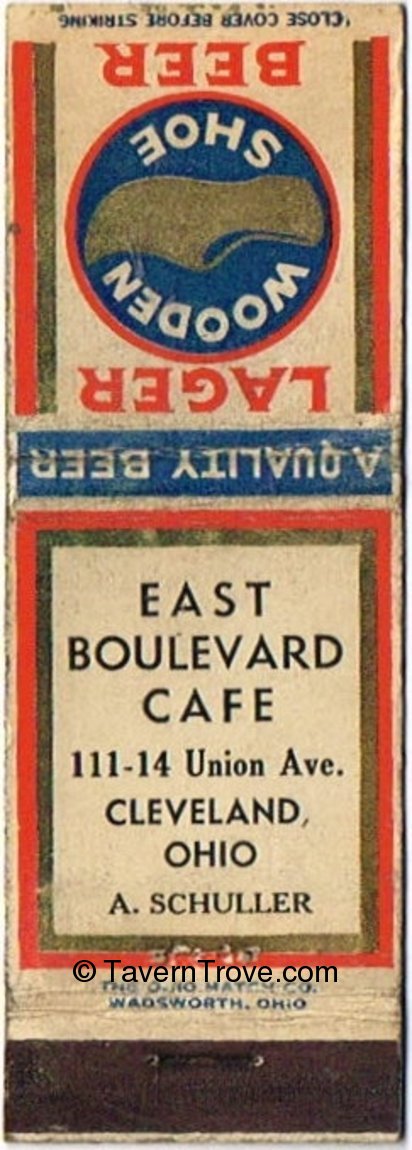 CLOSE COVER BEFORE STRIKING
LAGER
WOODEN
SHOE
BEER
A QUALITY BEER
EAST
BOULEVARD
CAFE
111-14 Union Ave.
CLEVELAND,
OHIO
A. SCHULLER
© TavernTrove.com
THE OHIO MATCH CO.
WADSWORTH, OHIO